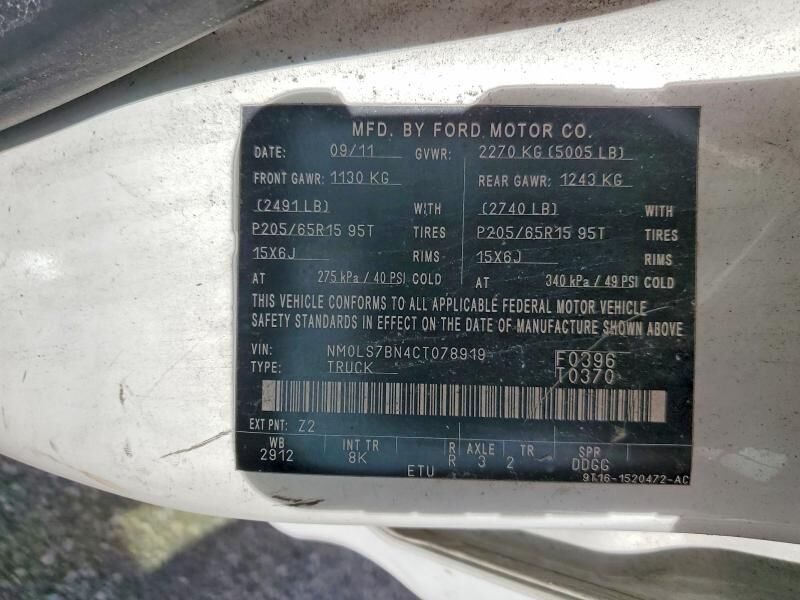 MFD. BY FORD MOTOR CO.
DATE: 09/11 GVWR: 2270 KG (5005 LB)
FRONT GAWR: 1130 KG REAR GAWR: 1243 KG
(2491 LB) WITH (2740 LB) WITH
P205/65R15 95T TIRES P205/65R15 95T TIRES
15X6J RIMS 15X6J RIMS
AT 275 kPa / 40 PSI COLD AT 340 kPa / 49 PSI COLD
THIS VEHICLE CONFORMS TO ALL APPLICABLE FEDERAL MOTOR VEHICLE
SAFETY STANDARDS IN EFFECT ON THE DATE OF MANUFACTURE SHOWN ABOVE
VIN: NM0LS7BN4CT078919 F0396
TYPE: TRUCK T0370
EXT PNT: Z2
WB INT TR R AXLE TR SPR
2912 8K R 3 2 DDGG
ETU 9T16-1520472-AC